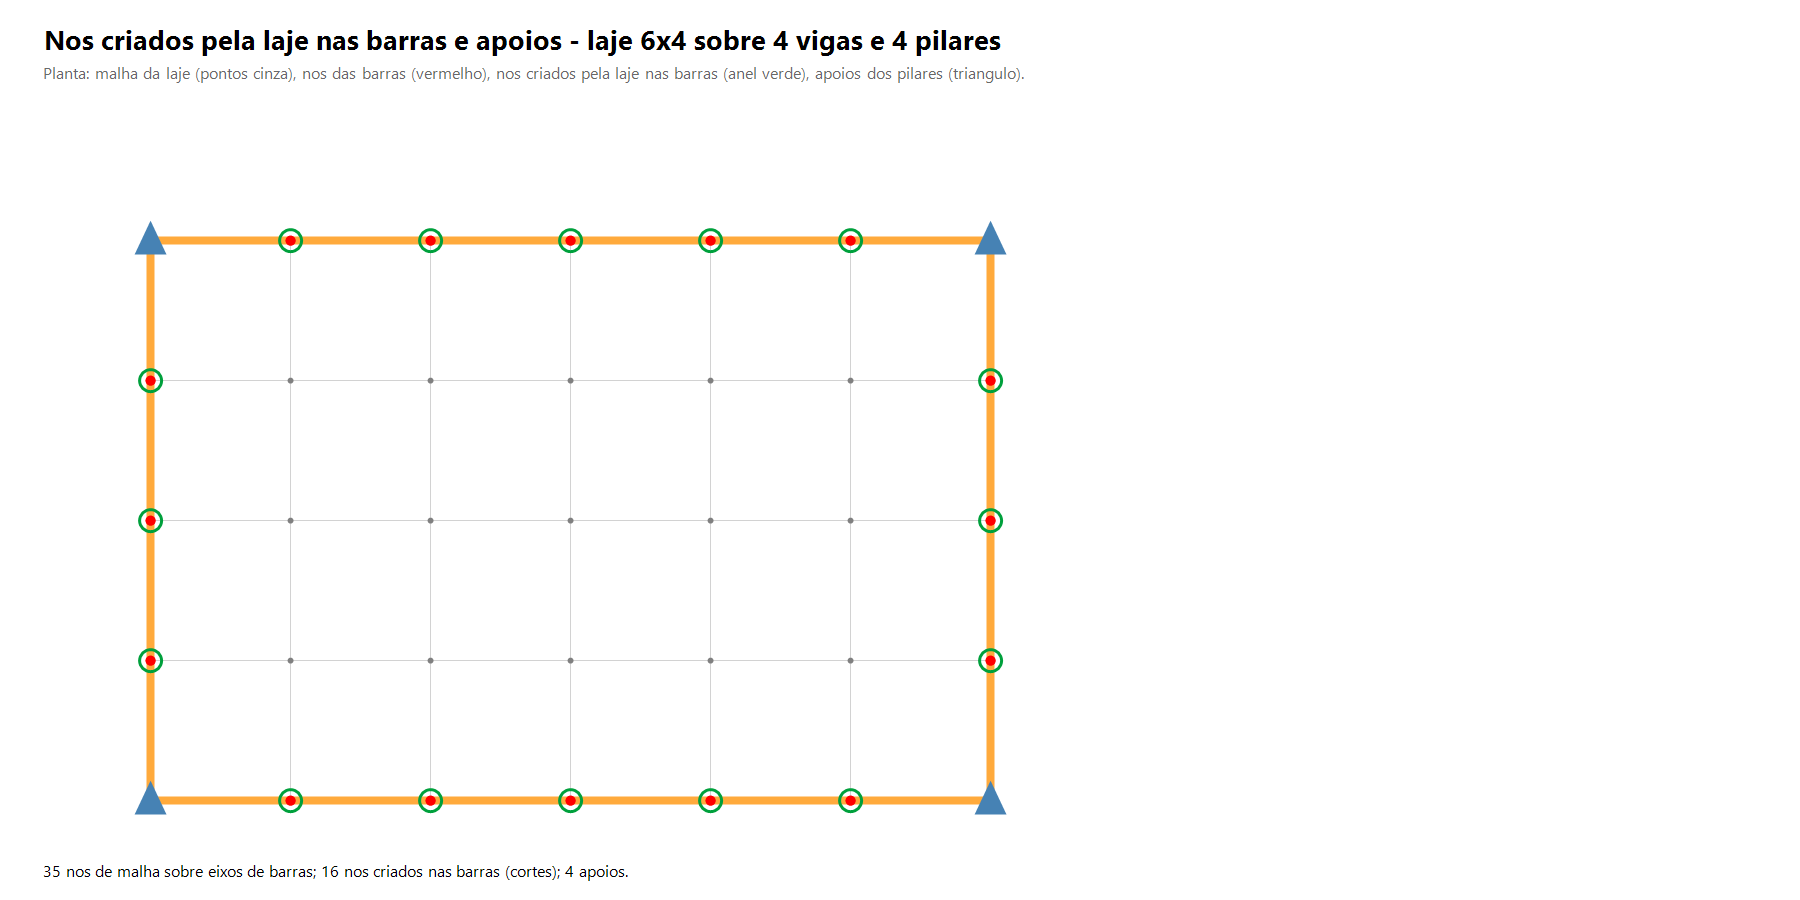 Nos criados pela laje nas barras e apoios - laje 6x4 sobre 4 vigas e 4 pilares
Planta: malha da laje (pontos cinza), nos das barras (vermelho), nos criados pela laje nas barras (anel verde), apoios dos pilares (triangulo).
35 nos de malha sobre eixos de barras; 16 nos criados nas barras (cortes); 4 apoios.